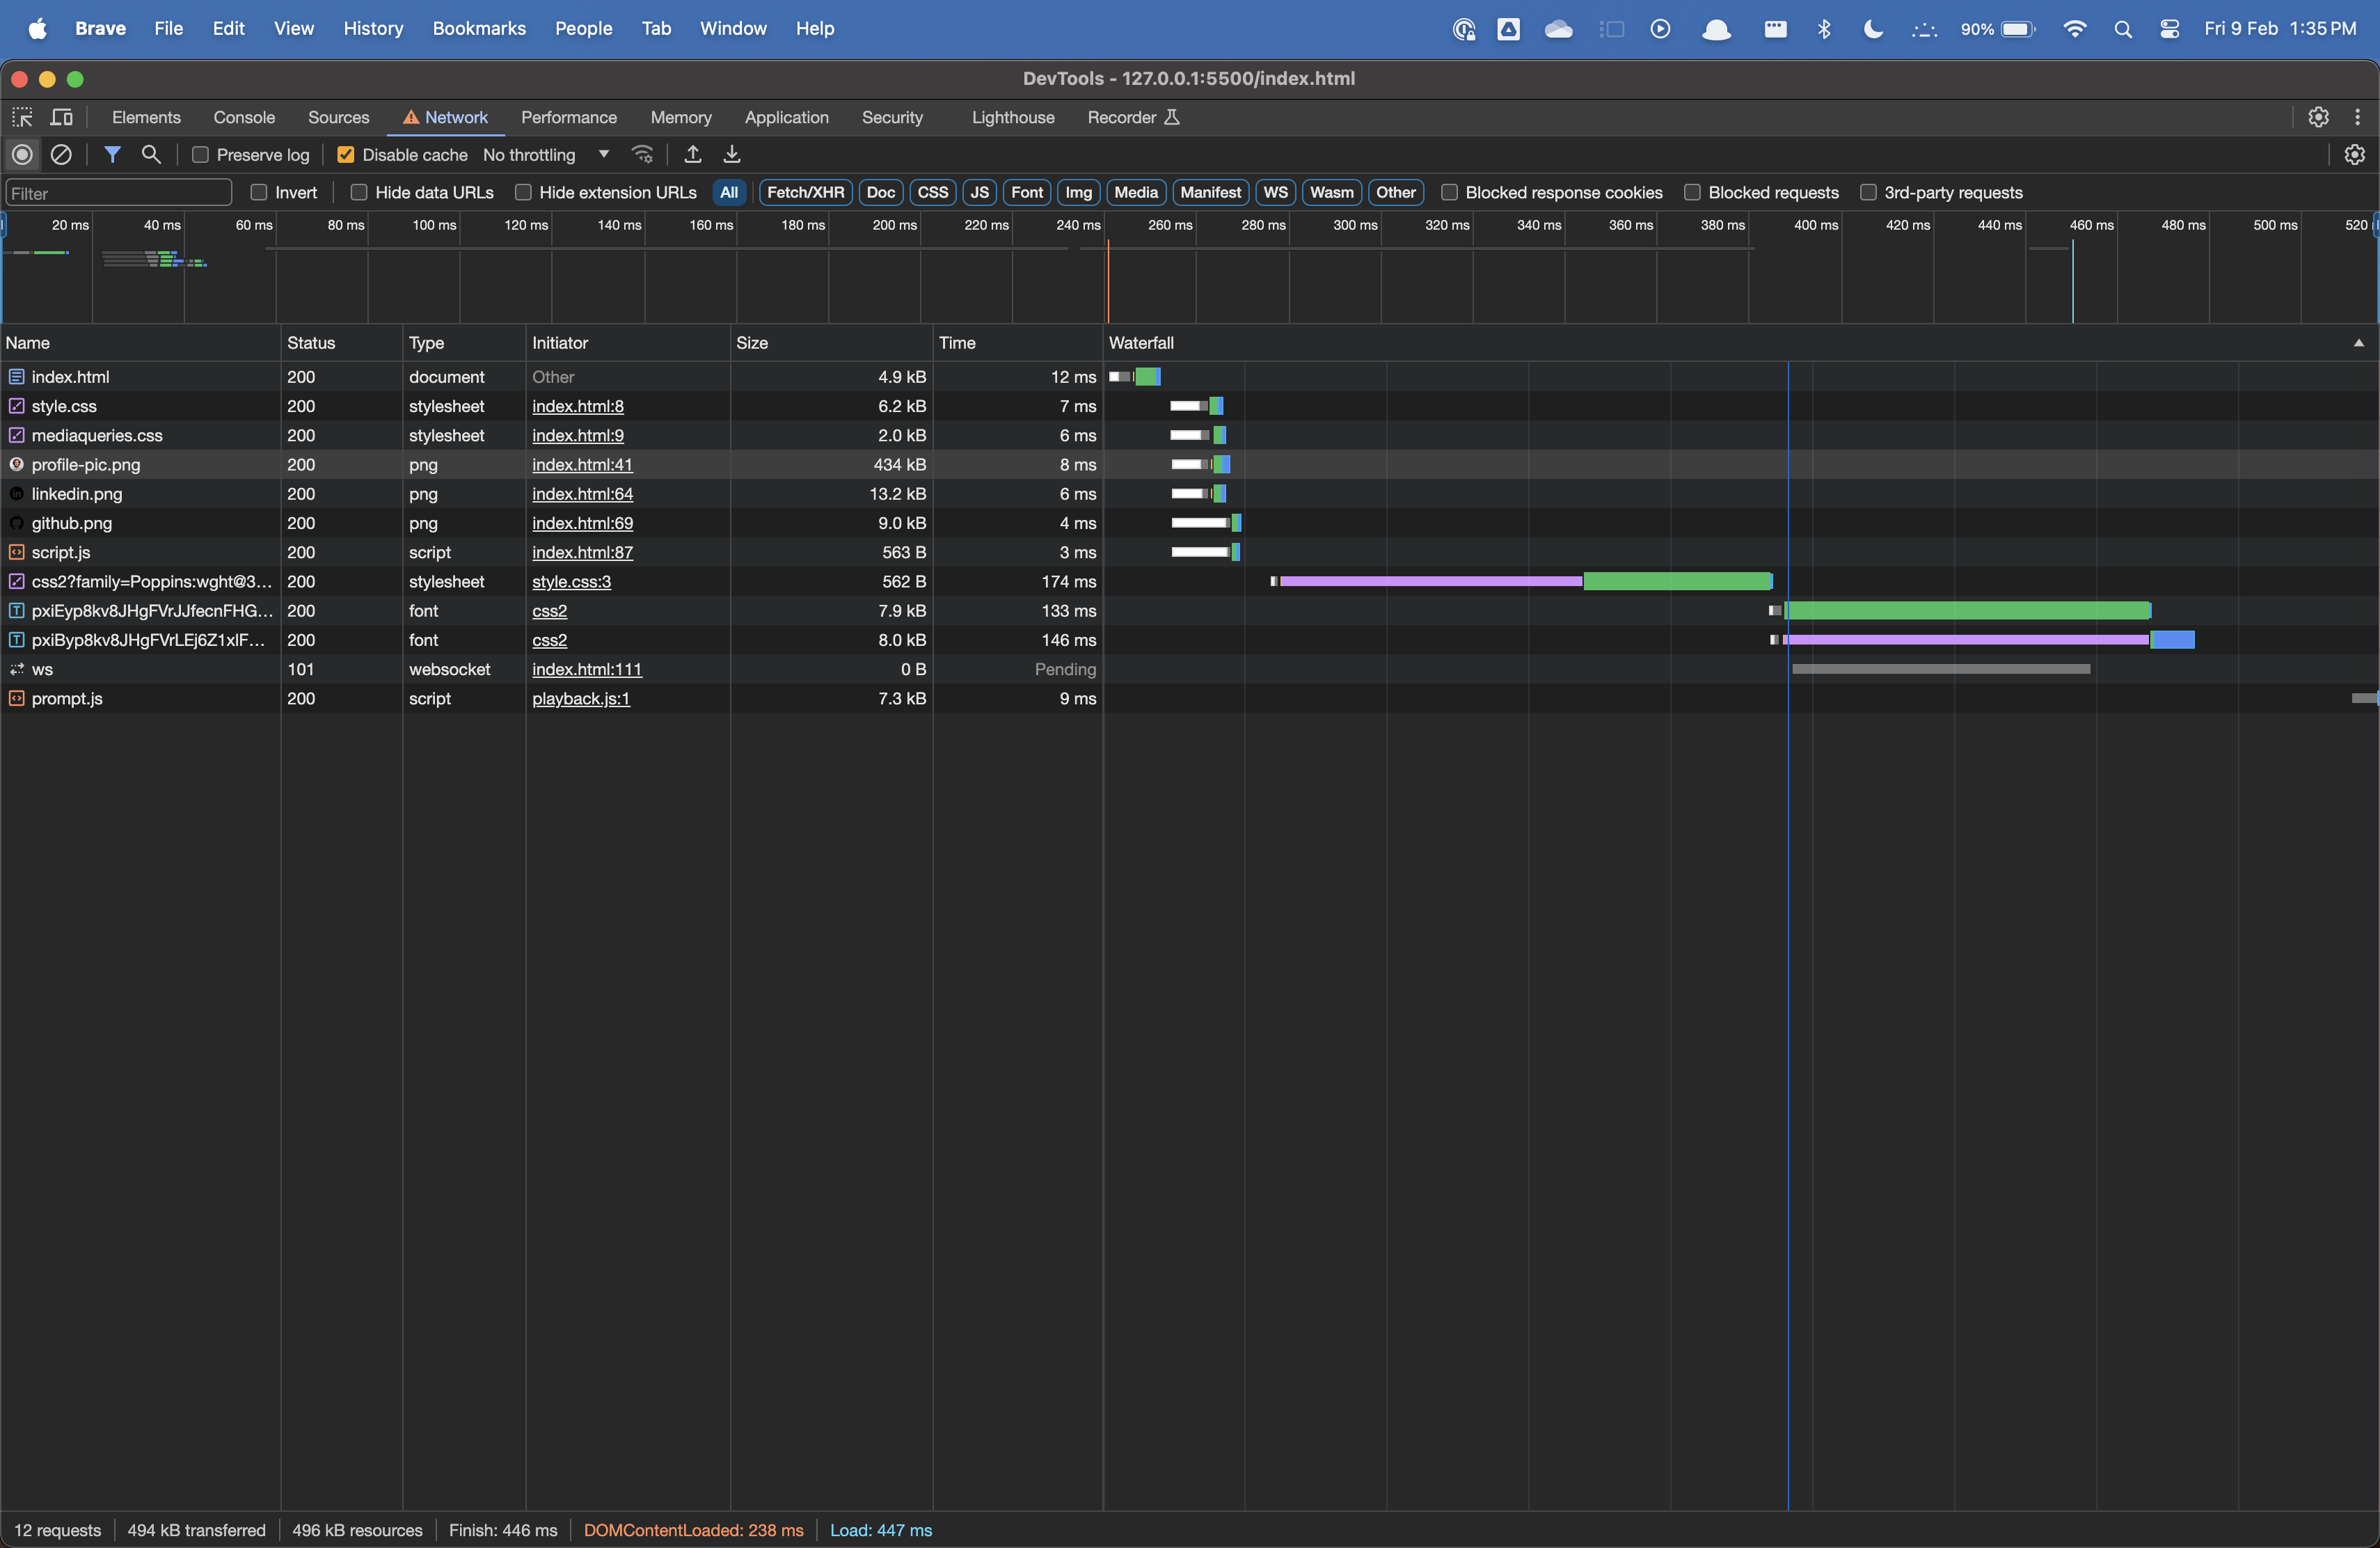 Brave File Edit View History Bookmarks People Tab Window Help 90% Fri 9 Feb 1:35 PM
DevTools - 127.0.0.1:5500/index.html
Elements Console Sources Network Performance Memory Application Security Lighthouse Recorder
Preserve log Disable cache No throttling
Filter Invert Hide data URLs Hide extension URLs All Fetch/XHR Doc CSS JS Font Img Media Manifest WS Wasm Other Blocked response cookies Blocked requests 3rd-party requests
20 ms 40 ms 60 ms 80 ms 100 ms 120 ms 140 ms 160 ms 180 ms 200 ms 220 ms 240 ms 260 ms 280 ms 300 ms 320 ms 340 ms 360 ms 380 ms 400 ms 420 ms 440 ms 460 ms 480 ms 500 ms 520
Name Status Type Initiator Size Time Waterfall
index.html 200 document Other 4.9 kB 12 ms
style.css 200 stylesheet index.html:8 6.2 kB 7 ms
mediaqueries.css 200 stylesheet index.html:9 2.0 kB 6 ms
profile-pic.png 200 png index.html:41 434 kB 8 ms
linkedin.png 200 png index.html:64 13.2 kB 6 ms
github.png 200 png index.html:69 9.0 kB 4 ms
script.js 200 script index.html:87 563 B 3 ms
css2?family=Poppins:wght@3... 200 stylesheet style.css:3 562 B 174 ms
pxiEyp8kv8JHgFVrJJfecnFHG... 200 font css2 7.9 kB 133 ms
pxiByp8kv8JHgFVrLEj6Z1xlF... 200 font css2 8.0 kB 146 ms
ws 101 websocket index.html:111 0 B Pending
prompt.js 200 script playback.js:1 7.3 kB 9 ms
12 requests 494 kB transferred 496 kB resources Finish: 446 ms DOMContentLoaded: 238 ms Load: 447 ms